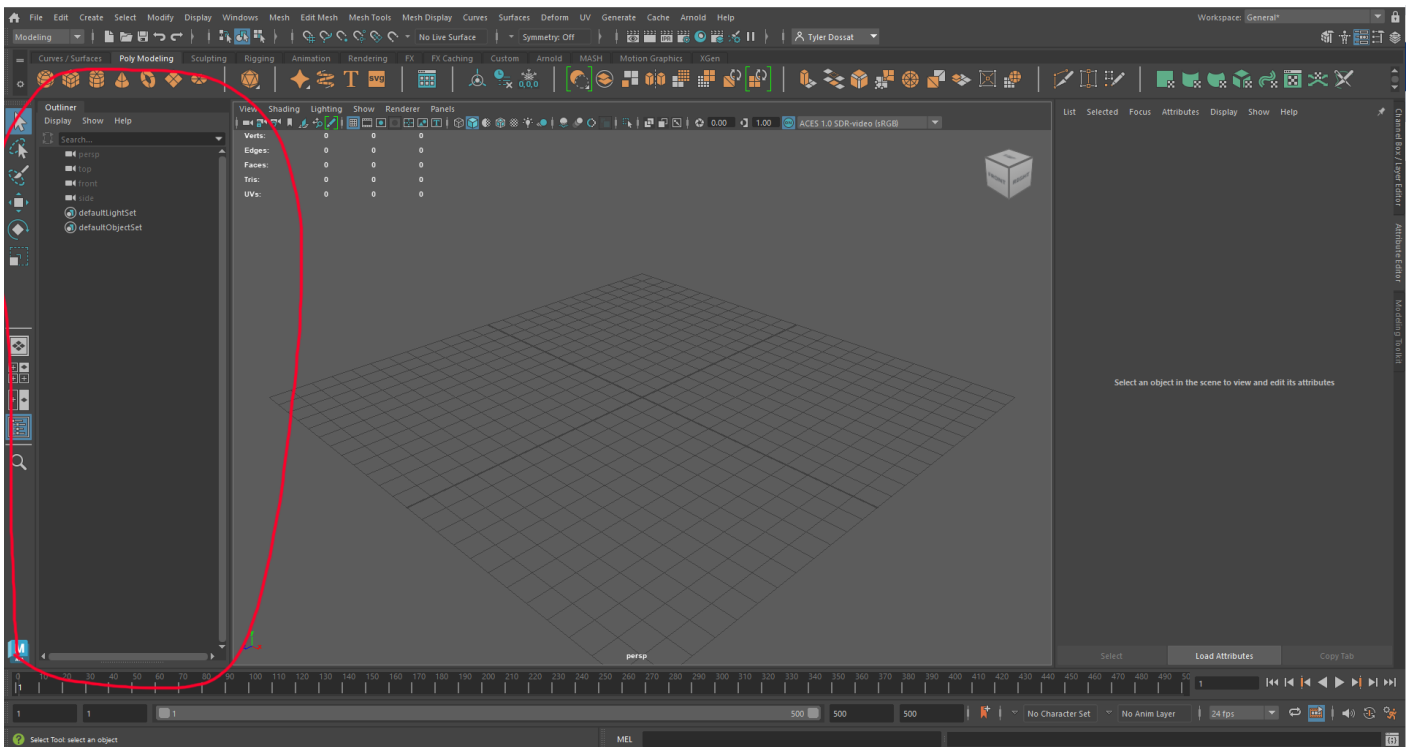 File Edit Create Select Modify Display Windows Mesh Edit Mesh Mesh Tools Mesh Display Curves Surfaces Deform UV Generate Cache Arnold Help Workspace: General*
Modeling No Live Surface Symmetry: Off Tyler Dossat
Curves / Surfaces Poly Modeling Sculpting Rigging Animation Rendering FX FX Caching Custom Arnold MASH Motion Graphics XGen
T svg 0,0,0
Outliner
Display Show Help
Search...
persp
top
front
side
defaultLightSet
defaultObjectSet
View Shading Lighting Show Renderer Panels
0.00 1.00 ACES 1.0 SDR-video (sRGB)
Verts: 0 0 0
Edges: 0 0 0
Faces: 0 0 0
Tris: 0 0 0
UVs: 0 0 0
FRONT RIGHT
persp
List Selected Focus Attributes Display Show Help
Select an object in the scene to view and edit its attributes
Select Load Attributes Copy Tab
Channel Box / Layer Editor
Attribute Editor
Modeling Toolkit
M
0 10 20 30 40 50 60 70 80 90 100 110 120 130 140 150 160 170 180 190 200 210 220 230 240 250 260 270 280 290 300 310 320 330 340 350 360 370 380 390 400 410 420 430 440 450 460 470 480 490 50 1
1
1 1 1 500 500 500 No Character Set No Anim Layer 24 fps
Select Tool: select an object MEL